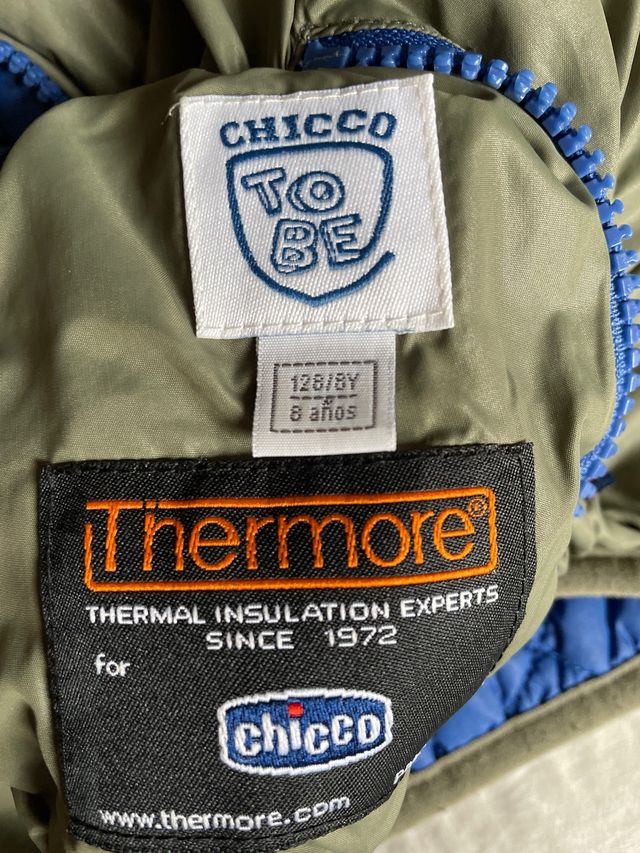 CHICCO
TO
BE
128/8Y
8 años
Thermore®
THERMAL INSULATION EXPERTS
SINCE 1972
for
chicco
www.thermore.com